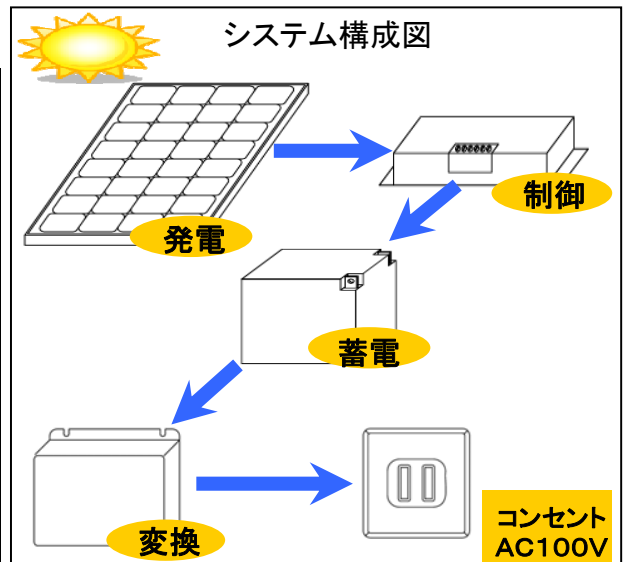 システム構成図
発電
制御
蓄電
変換
コンセント
AC100V